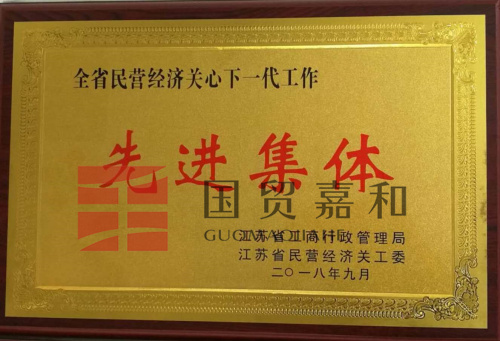 全省民营经济关心下一代工作
先进集体
国贸嘉和
GUOMAOJIAHE
江苏省工商行政管理局
江苏省民营经济关工委
二〇一八年九月